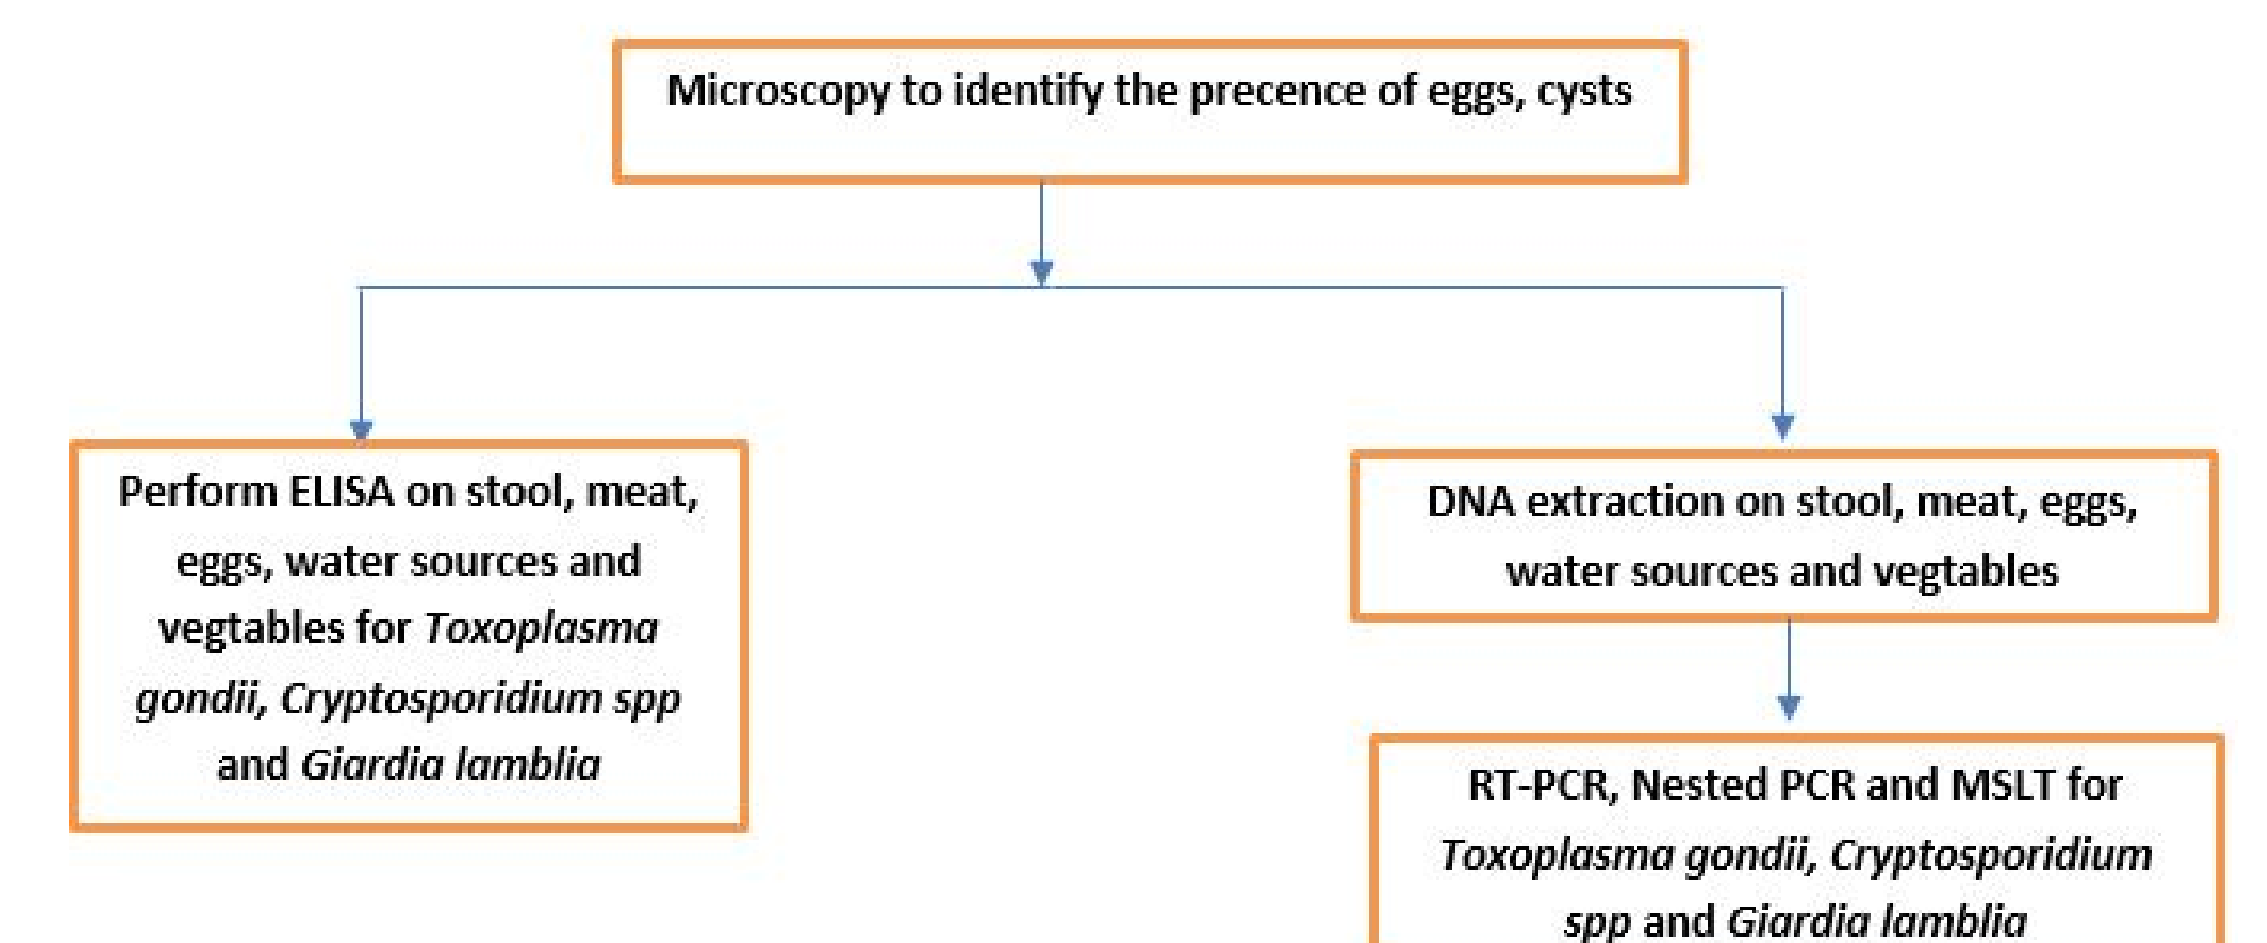 Microscopy to identify the precence of eggs, cysts
Perform ELISA on stool, meat,
eggs, water sources and
vegtables for Toxoplasma
gondii, Cryptosporidium spp
and Giardia lamblia
DNA extraction on stool, meat, eggs,
water sources and vegtables
RT-PCR, Nested PCR and MSLT for
Toxoplasma gondii, Cryptosporidium
spp and Giardia lamblia